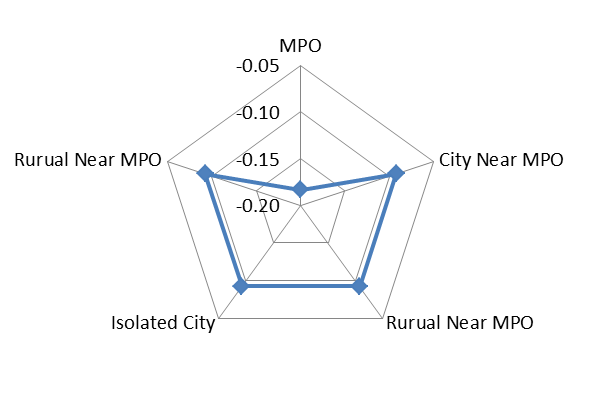 MPO
-0.05
-0.10
-0.15
-0.20
Rurual Near MPO
City Near MPO
Isolated City
Rurual Near MPO